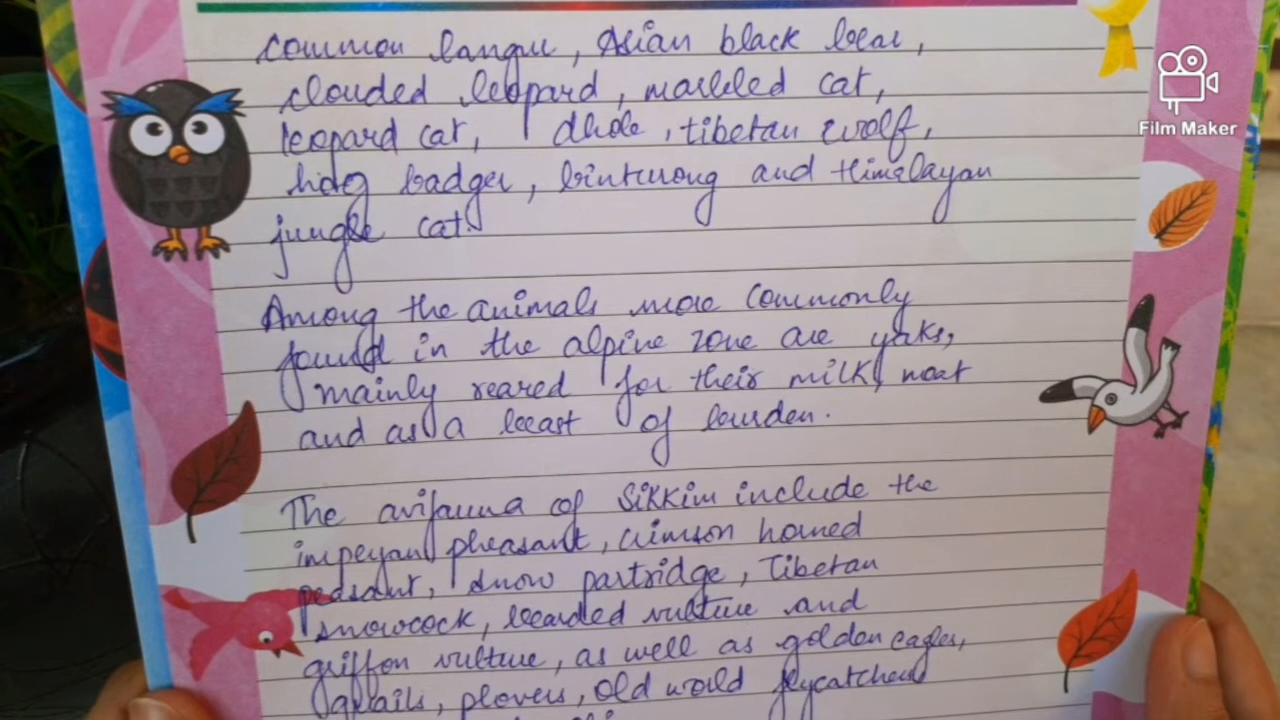 common langur, Asian black bear,
clouded leopard, marbled cat,
leopard cat, dhole, tibetan wolf,
hog badger, binturong and Himalayan
jungle cat.
Among the animals more commonly
found in the alpine zone are yaks,
mainly reared for their milk, meat
and as a beast of burden.
The avifauna of Sikkim include the
impeyan pheasant, crimson horned
peasant, snow partridge, Tibetan
snowcock, bearded vulture and
griffon vulture, as well as golden eagles,
quails, plovers, old world flycatchers
Film Maker